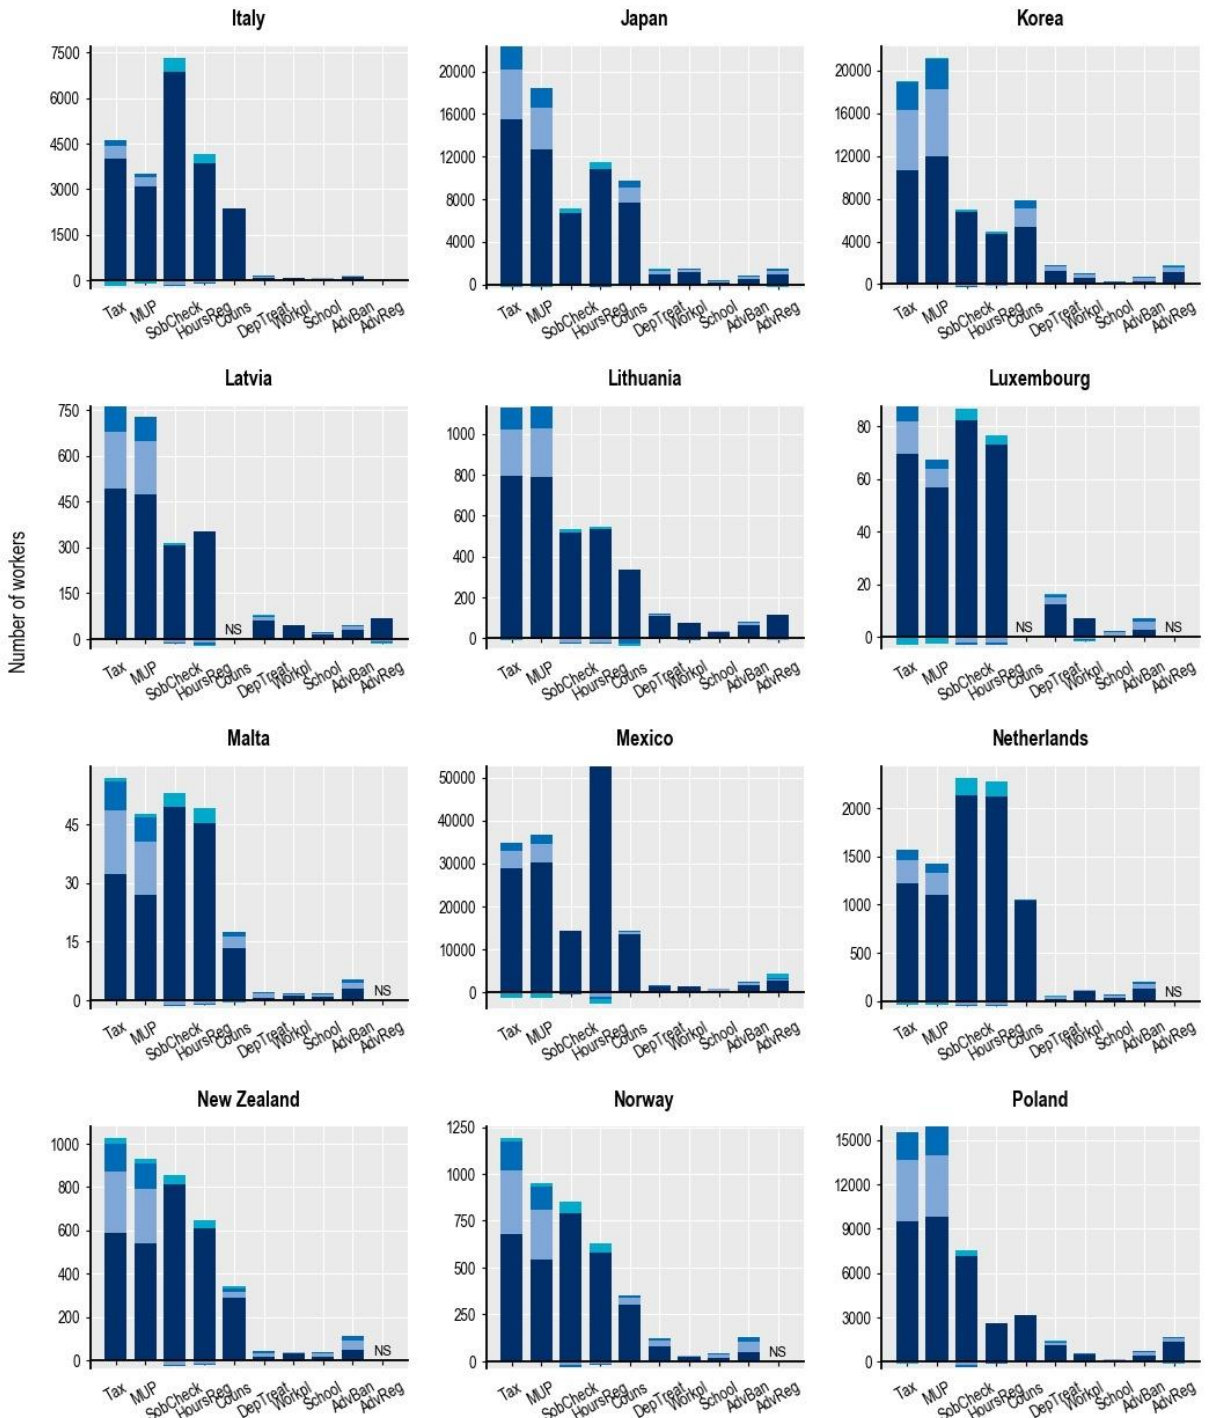 Italy Japan Korea
7500
6000
4500
3000
1500
0
20000
16000
12000
8000
4000
0
20000
16000
12000
8000
4000
0
Tax MUP SobCheck HoursReg Couns DepTreat Workpl School AdvBan AdvReg
Tax MUP SobCheck HoursReg Couns DepTreat Workpl School AdvBan AdvReg
Tax MUP SobCheck HoursReg Couns DepTreat Workpl School AdvBan AdvReg
Number of workers
Latvia Lithuania Luxembourg
750
600
450
300
150
0
NS
1000
800
600
400
200
0
80
60
40
20
0
NS NS
Tax MUP SobCheck HoursReg Couns DepTreat Workpl School AdvBan AdvReg
Tax MUP SobCheck HoursReg Couns DepTreat Workpl School AdvBan AdvReg
Tax MUP SobCheck HoursReg Couns DepTreat Workpl School AdvBan AdvReg
Malta Mexico Netherlands
45
30
15
0
NS
50000
40000
30000
20000
10000
0
2000
1500
1000
500
0
NS
Tax MUP SobCheck HoursReg Couns DepTreat Workpl School AdvBan AdvReg
Tax MUP SobCheck HoursReg Couns DepTreat Workpl School AdvBan AdvReg
Tax MUP SobCheck HoursReg Couns DepTreat Workpl School AdvBan AdvReg
New Zealand Norway Poland
1000
800
600
400
200
0
NS
1250
1000
750
500
250
0
NS
15000
12000
9000
6000
3000
0
Tax MUP SobCheck HoursReg Couns DepTreat Workpl School AdvBan AdvReg
Tax MUP SobCheck HoursReg Couns DepTreat Workpl School AdvBan AdvReg
Tax MUP SobCheck HoursReg Couns DepTreat Workpl School AdvBan AdvReg